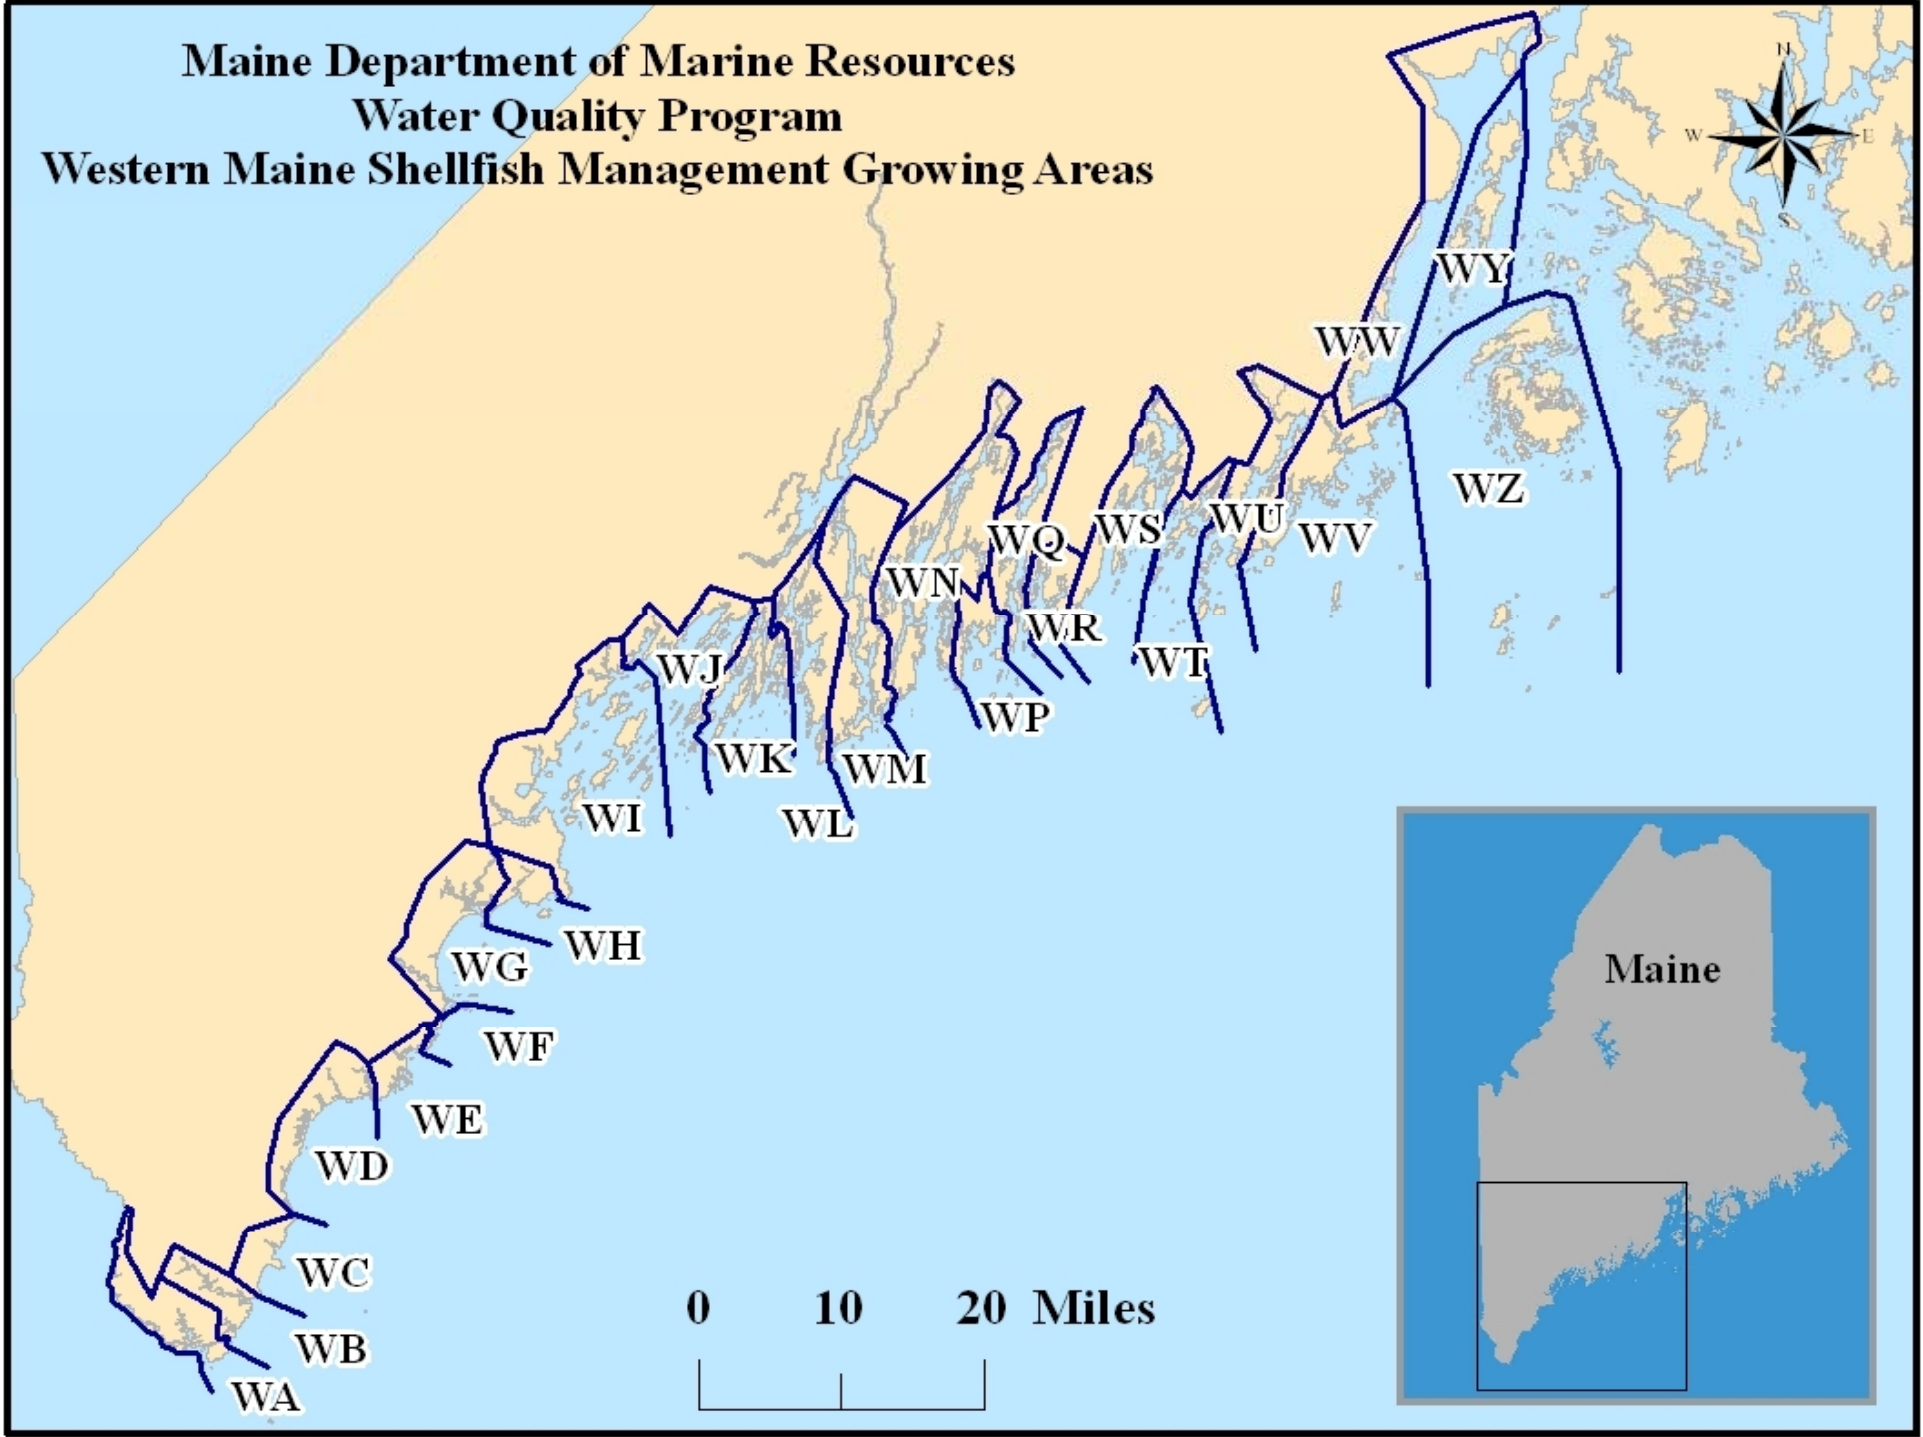 Maine Department of Marine Resources
Water Quality Program
Western Maine Shellfish Management Growing Areas
N
W
E
S
WY
WW
WZ
WQ
WS
WU
WV
WN
WR
WJ
WT
WP
WK
WM
WI
WL
WH
WG
WF
WE
WD
WC
WB
WA
Maine
0 10 20 Miles